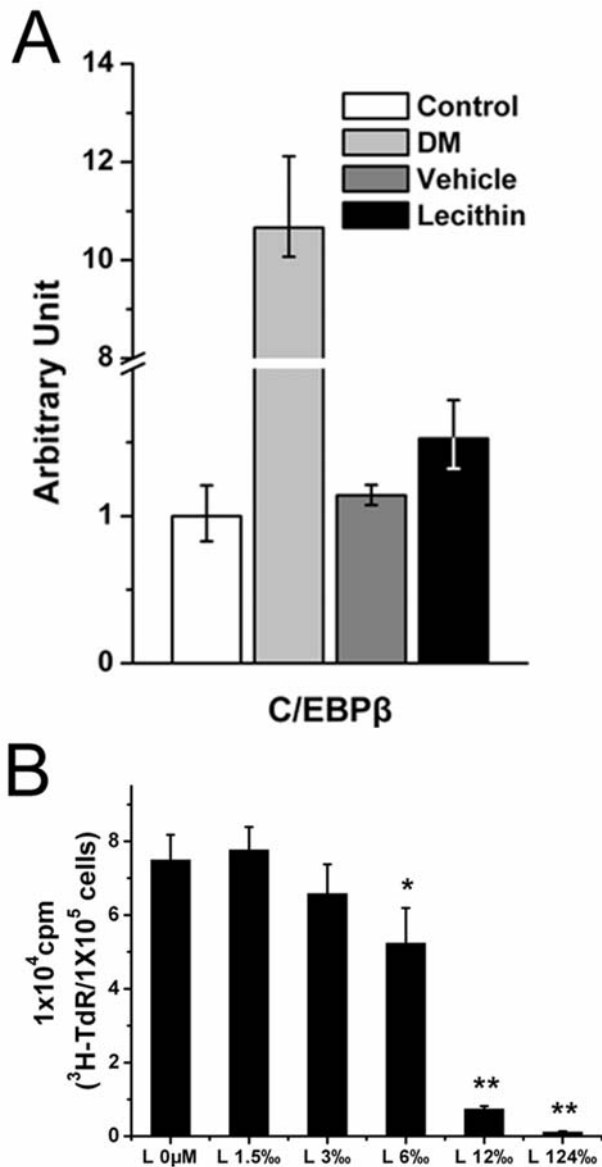 A
14
12
10
8
1
0
Arbitrary Unit
Control
DM
Vehicle
Lecithin
C/EBPβ
B
8
6
4
2
0
1x10⁴cpm
(³H-TdR/1X10⁵ cells)
*
**
**
L 0µM L 1.5‰ L 3‰ L 6‰ L 12‰ L 124‰